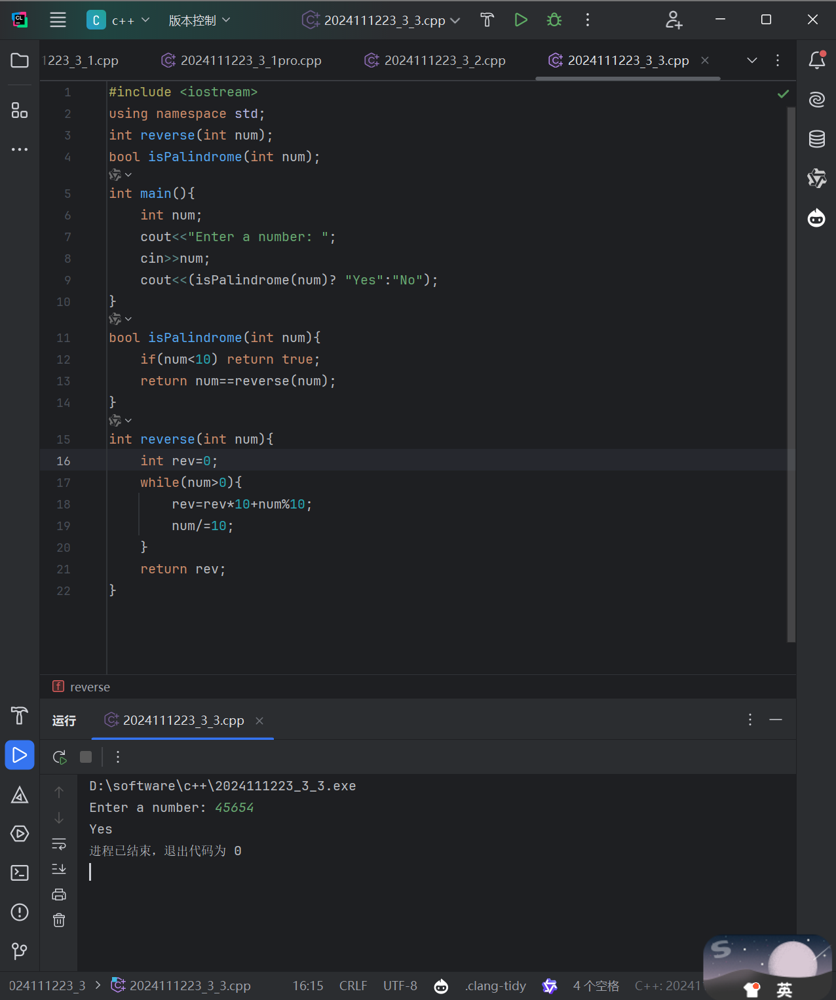 CL
C c++ 版本控制 2024111223_3_3.cpp
1223_3_1.cpp 2024111223_3_1pro.cpp 2024111223_3_2.cpp 2024111223_3_3.cpp
1 #include <iostream>
2 using namespace std;
3 int reverse(int num);
4 bool isPalindrome(int num);
5 int main(){
6     int num;
7     cout<<"Enter a number: ";
8     cin>>num;
9     cout<<(isPalindrome(num)? "Yes":"No");
10 }
11 bool isPalindrome(int num){
12     if(num<10) return true;
13     return num==reverse(num);
14 }
15 int reverse(int num){
16     int rev=0;
17     while(num>0){
18         rev=rev*10+num%10;
19         num/=10;
20     }
21     return rev;
22 }
f reverse
运行 2024111223_3_3.cpp
D:\software\c++\2024111223_3_3.exe
Enter a number: 45654
Yes
进程已结束，退出代码为 0
024111223_3 > 2024111223_3_3.cpp 16:15 CRLF UTF-8 .clang-tidy 4 个空格 C++: 20241
S
英